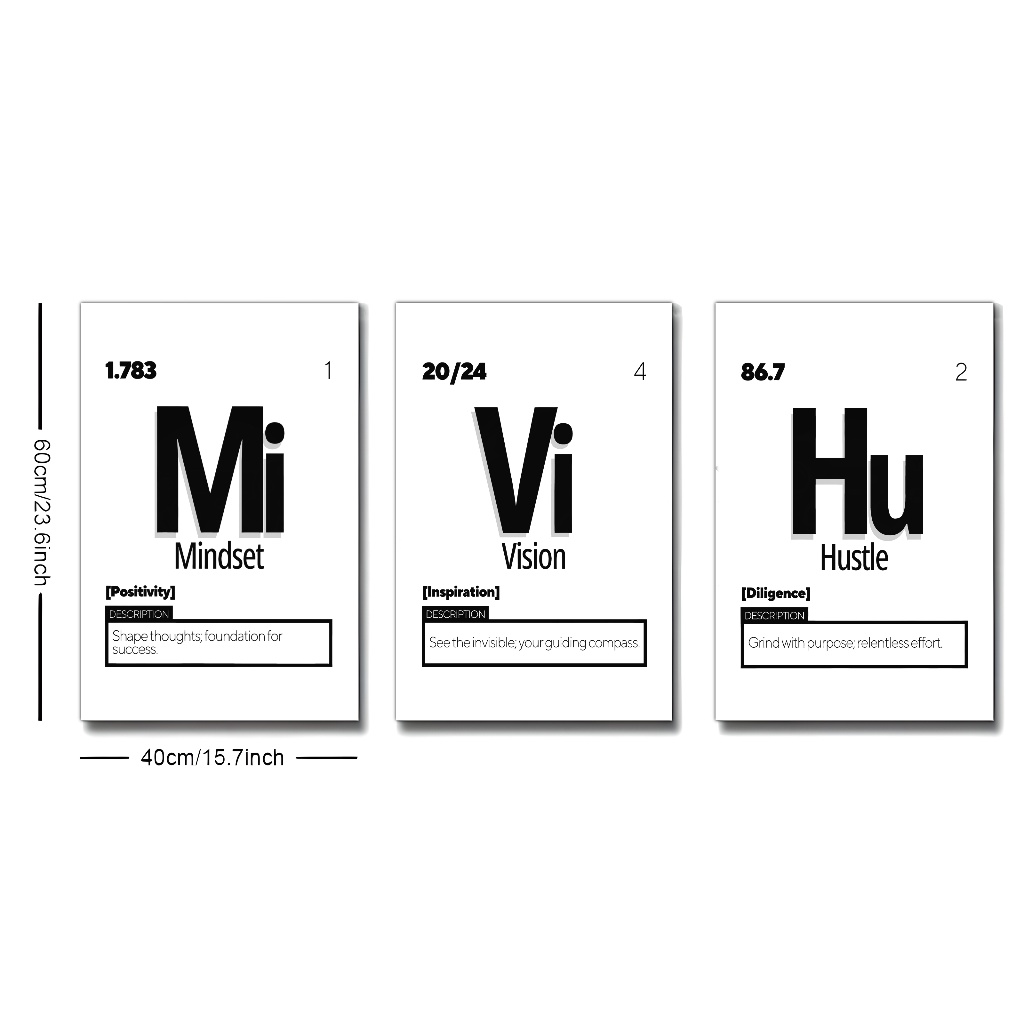 60cm/23.6inch
1.783 1
Mi
Mindset
[Positivity]
DESCRIPTION
Shape thoughts; foundation for
success.
40cm/15.7inch
20/24 4
Vi
Vision
[Inspiration]
DESCRIPTION
See the invisible; your guiding compass
86.7 2
Hu
Hustle
[Diligence]
DESCRIPTION
Grind with purpose; relentless effort.